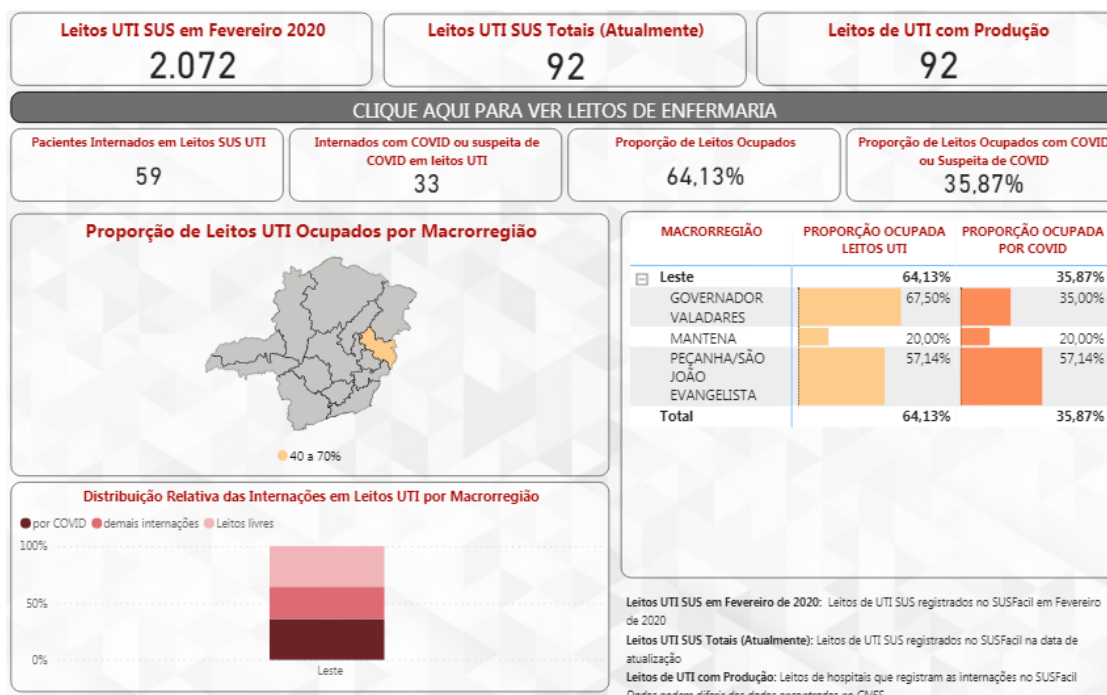 Leitos UTI SUS em Fevereiro 2020
2.072
Leitos UTI SUS Totais (Atualmente)
92
Leitos de UTI com Produção
92
CLIQUE AQUI PARA VER LEITOS DE ENFERMARIA
Pacientes Internados em Leitos SUS UTI
59
Internados com COVID ou suspeita de
COVID em leitos UTI
33
Proporção de Leitos Ocupados
64,13%
Proporção de Leitos Ocupados com COVID
ou Suspeita de COVID
35,87%
Proporção de Leitos UTI Ocupados por Macrorregião
40 a 70%
MACRORREGIÃO
PROPORÇÃO OCUPADA
LEITOS UTI
PROPORÇÃO OCUPADA
POR COVID
Leste 64,13% 35,87%
GOVERNADOR
VALADARES
67,50% 35,00%
MANTENA 20,00% 20,00%
PEÇANHA/SÃO
JOÃO
EVANGELISTA
57,14% 57,14%
Total 64,13% 35,87%
Distribuição Relativa das Internações em Leitos UTI por Macrorregião
por COVID demais internações Leitos livres
100%
50%
0%
Leste
Leitos UTI SUS em Fevereiro de 2020: Leitos de UTI SUS registrados no SUSFacil em Fevereiro
de 2020
Leitos UTI SUS Totais (Atualmente): Leitos de UTI SUS registrados no SUSFacil na data de
atualização
Leitos de UTI com Produção: Leitos de hospitais que registram as internações no SUSFacil
Dados podem diferir dos dados encontrados no CNES